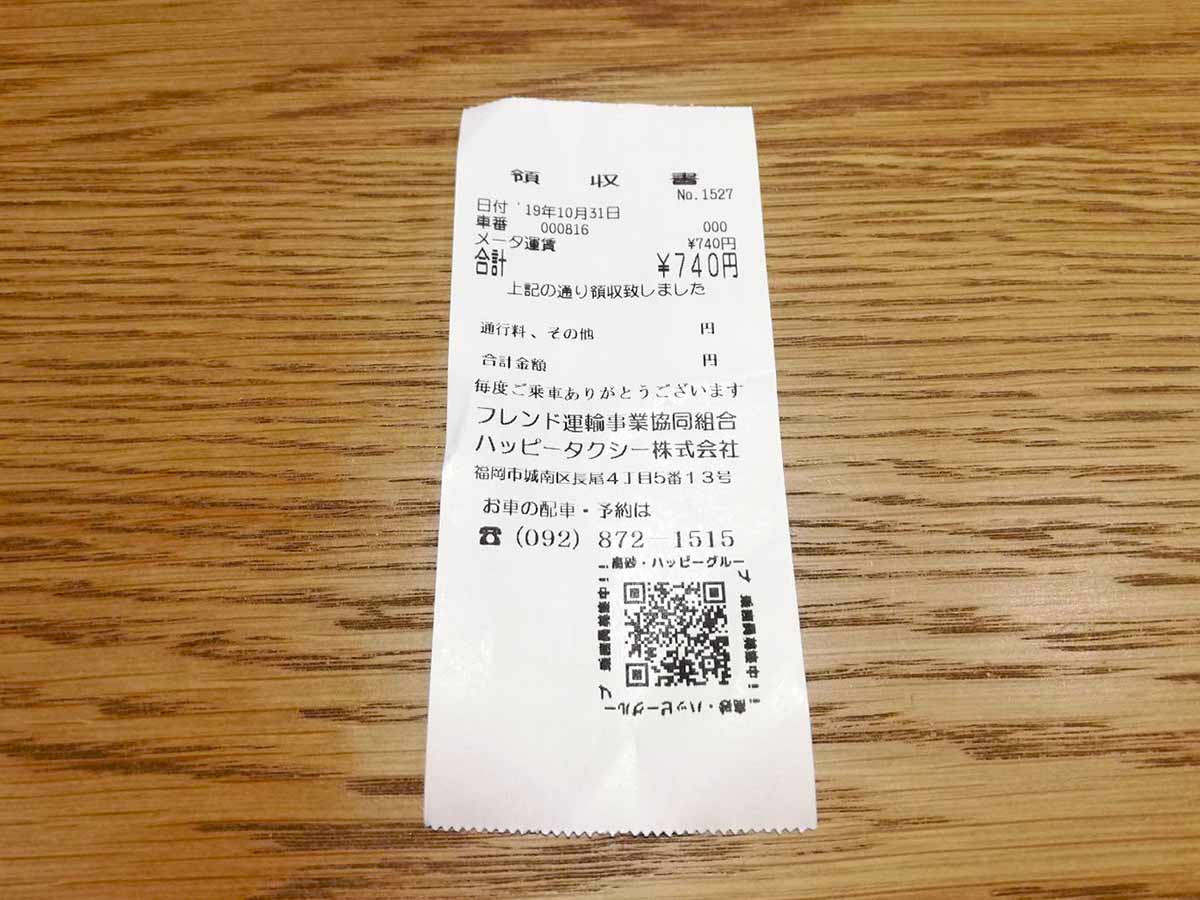 領収書
No.1527
日付 '19年10月31日
車番 000816 000
メータ運賃 ¥740円
合計 ¥740円
上記の通り領収致しました
通行料、その他 円
合計金額 円
毎度ご乗車ありがとうございます
フレンド運輸事業協同組合
ハッピータクシー株式会社
福岡市城南区長尾4丁目5番13号
お車の配車・予約は
☎ (092) 872-1515
高砂・ハッピーグループ
乗務員募集中!!
高砂・ハッピーグループ
乗務員募集中!!